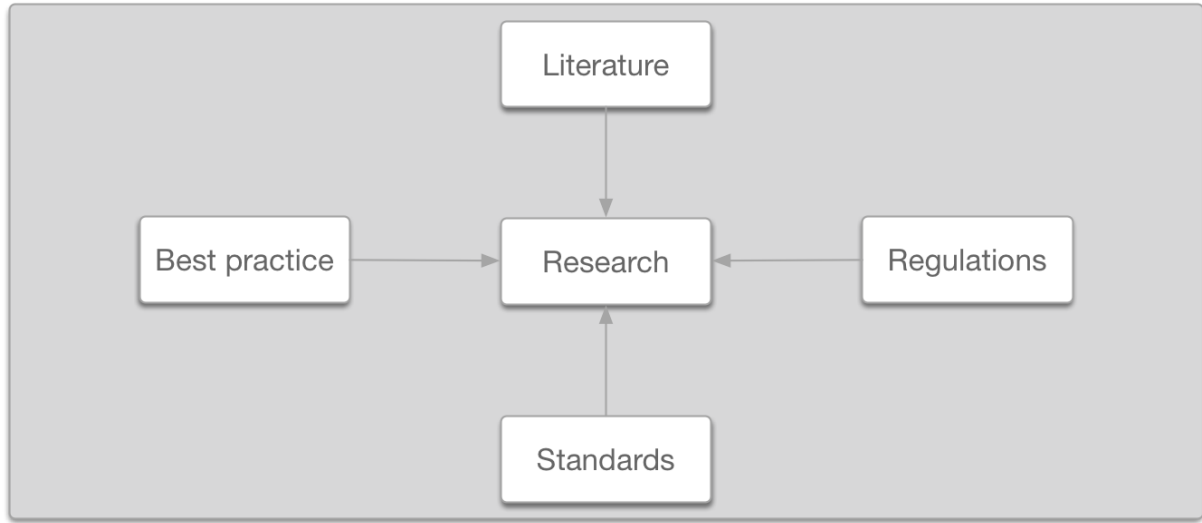 Literature
Best practice
Research
Regulations
Standards